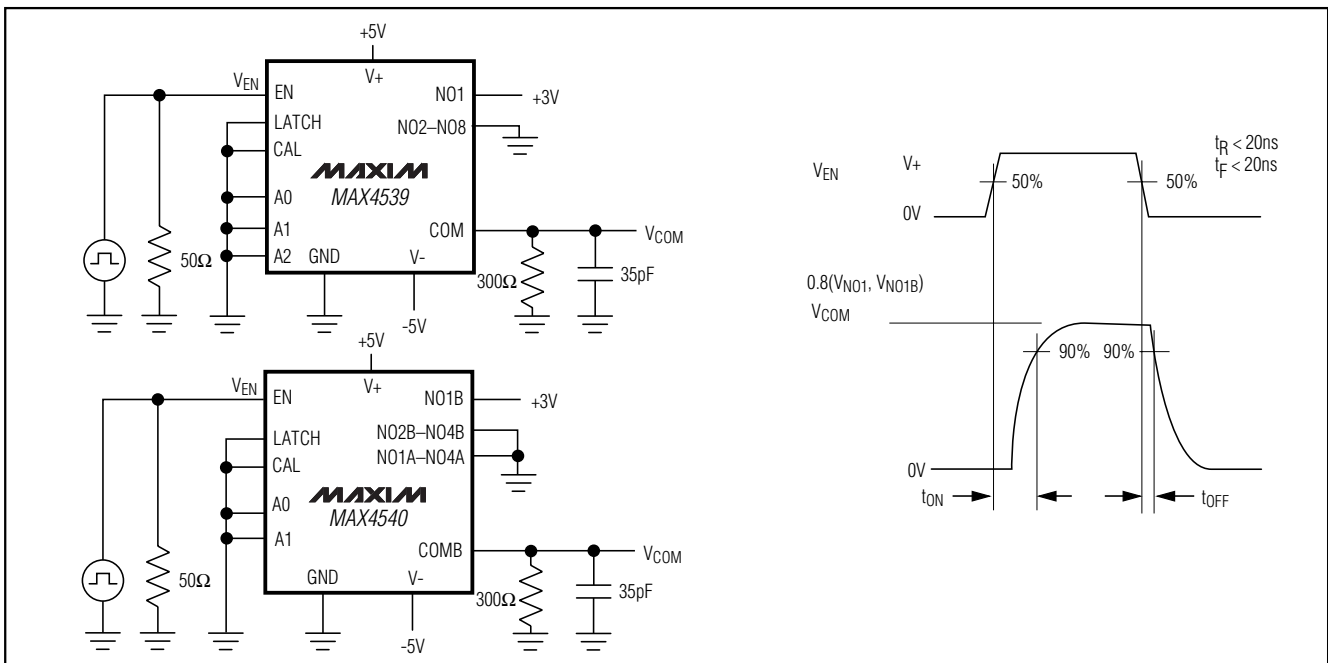 +5V
V+
VEN
EN
NO1
+3V
LATCH
NO2–NO8
CAL
MAXIM
MAX4539
A0
A1
COM
VCOM
A2
GND
V-
50Ω
300Ω
35pF
-5V
+5V
V+
VEN
EN
NO1B
+3V
LATCH
NO2B–NO4B
CAL
NO1A–NO4A
MAXIM
MAX4540
A0
A1
COMB
VCOM
GND
V-
50Ω
300Ω
35pF
-5V
tR < 20ns
tF < 20ns
VEN
V+
50%
50%
0V
0.8(VNO1, VNO1B)
VCOM
90%
90%
0V
tON
tOFF